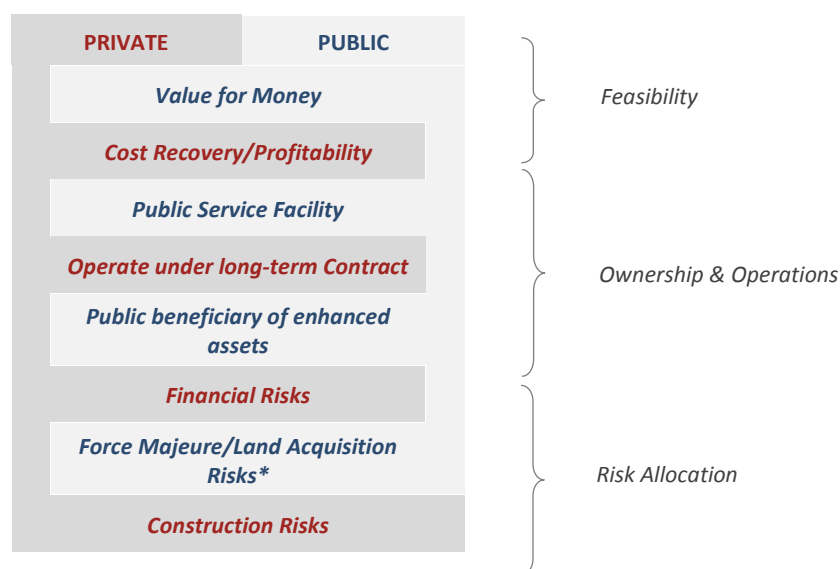 PRIVATE PUBLIC
Value for Money
Cost Recovery/Profitability
Feasibility
Public Service Facility
Operate under long-term Contract
Public beneficiary of enhanced
assets
Ownership & Operations
Financial Risks
Force Majeure/Land Acquisition
Risks*
Construction Risks
Risk Allocation